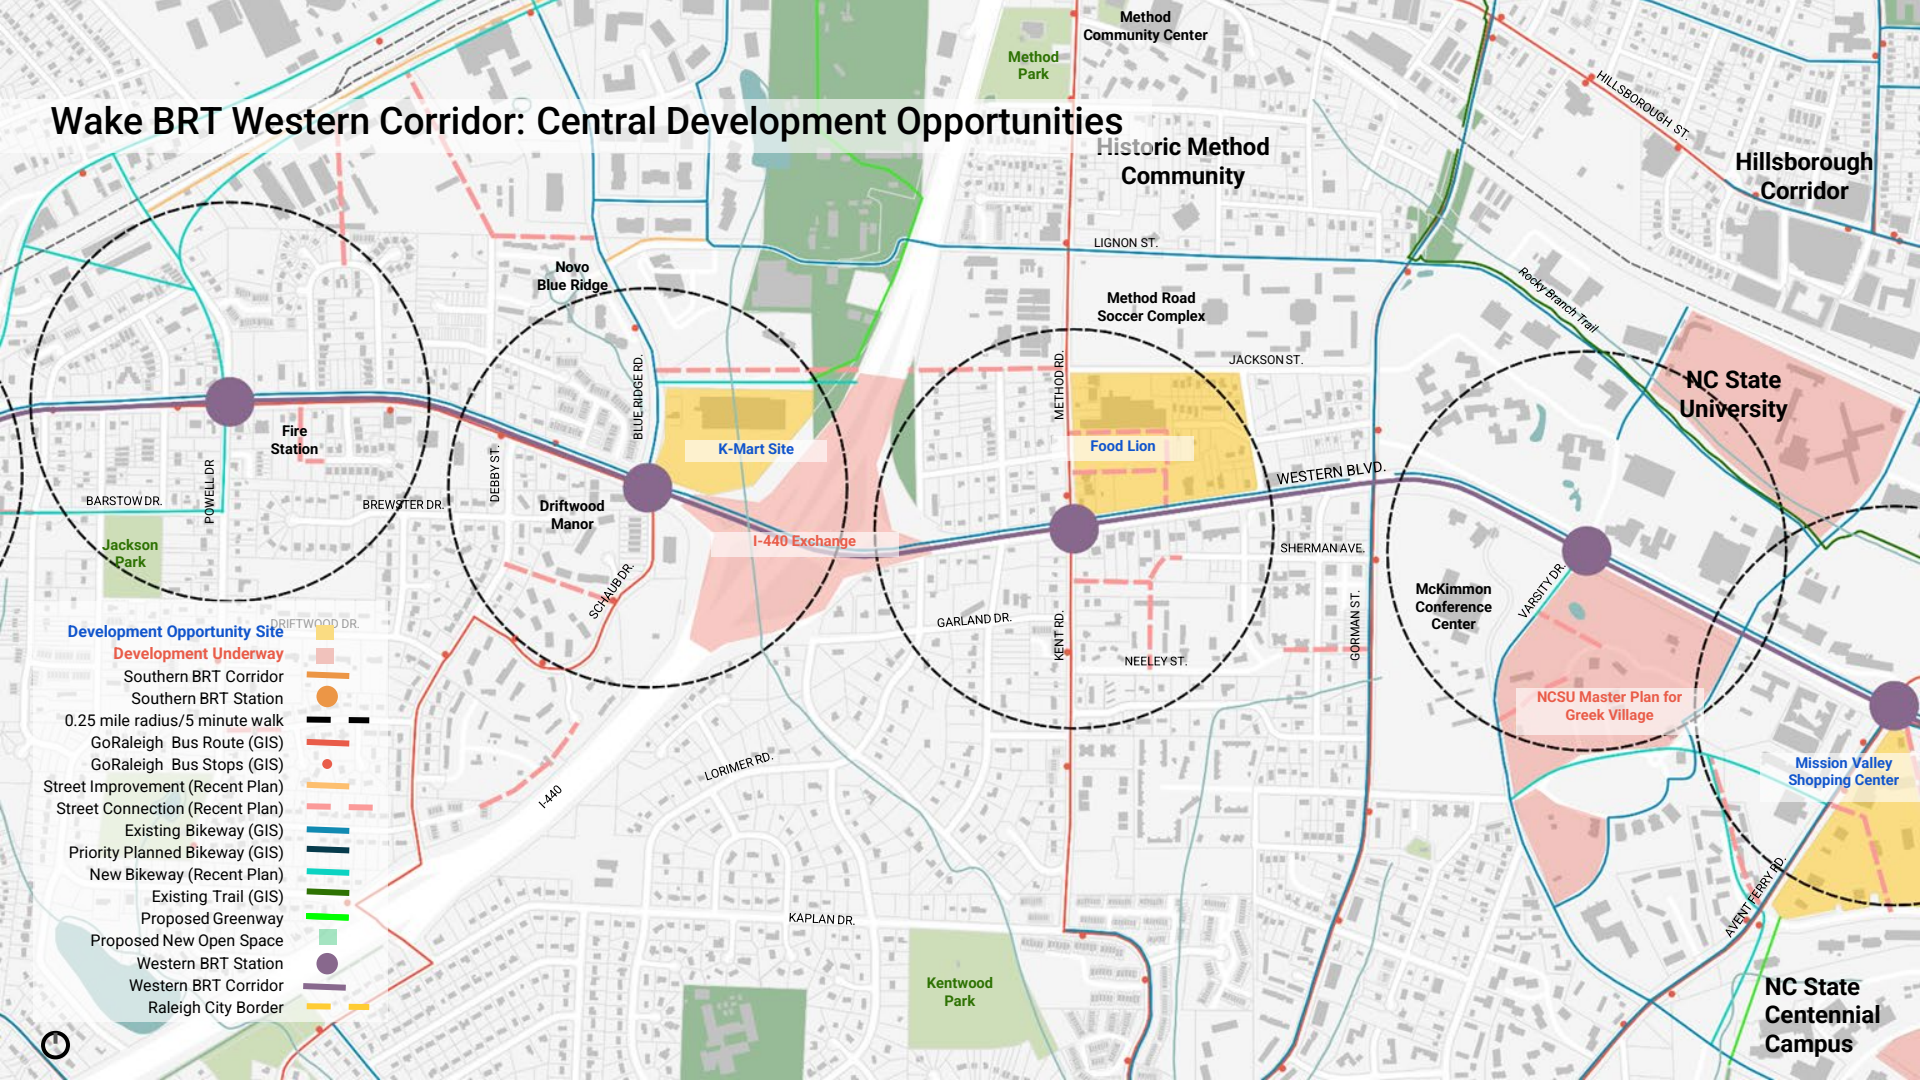 Method
Community Center
Method
Park
HILLSBOROUGH ST.
Wake BRT Western Corridor: Central Development Opportunities
Historic Method
Community
Hillsborough
Corridor
LIGNON ST.
Novo
Blue Ridge
Rocky Branch Trail
Method Road
Soccer Complex
JACKSON ST.
BLUE RIDGE RD.
METHOD RD.
NC State
University
Fire
Station
K-Mart Site
Food Lion
WESTERN BLVD.
DEBBY ST.
POWELL DR
BARSTOW DR.
BREWSTER DR.
Driftwood
Manor
Jackson
Park
I-440 Exchange
SHERMAN AVE.
SCHAUB DR.
VARSITY DR.
McKimmon
Conference
Center
GARLAND DR.
KENT RD.
GORMAN ST.
NEELEY ST.
DRIFTWOOD DR.
NCSU Master Plan for
Greek Village
Mission Valley
Shopping Center
LORIMER RD.
I-440
AVENT FERRY RD.
KAPLAN DR.
Kentwood
Park
NC State
Centennial
Campus
Development Opportunity Site
Development Underway
Southern BRT Corridor
Southern BRT Station
0.25 mile radius/5 minute walk
GoRaleigh Bus Route (GIS)
GoRaleigh Bus Stops (GIS)
Street Improvement (Recent Plan)
Street Connection (Recent Plan)
Existing Bikeway (GIS)
Priority Planned Bikeway (GIS)
New Bikeway (Recent Plan)
Existing Trail (GIS)
Proposed Greenway
Proposed New Open Space
Western BRT Station
Western BRT Corridor
Raleigh City Border